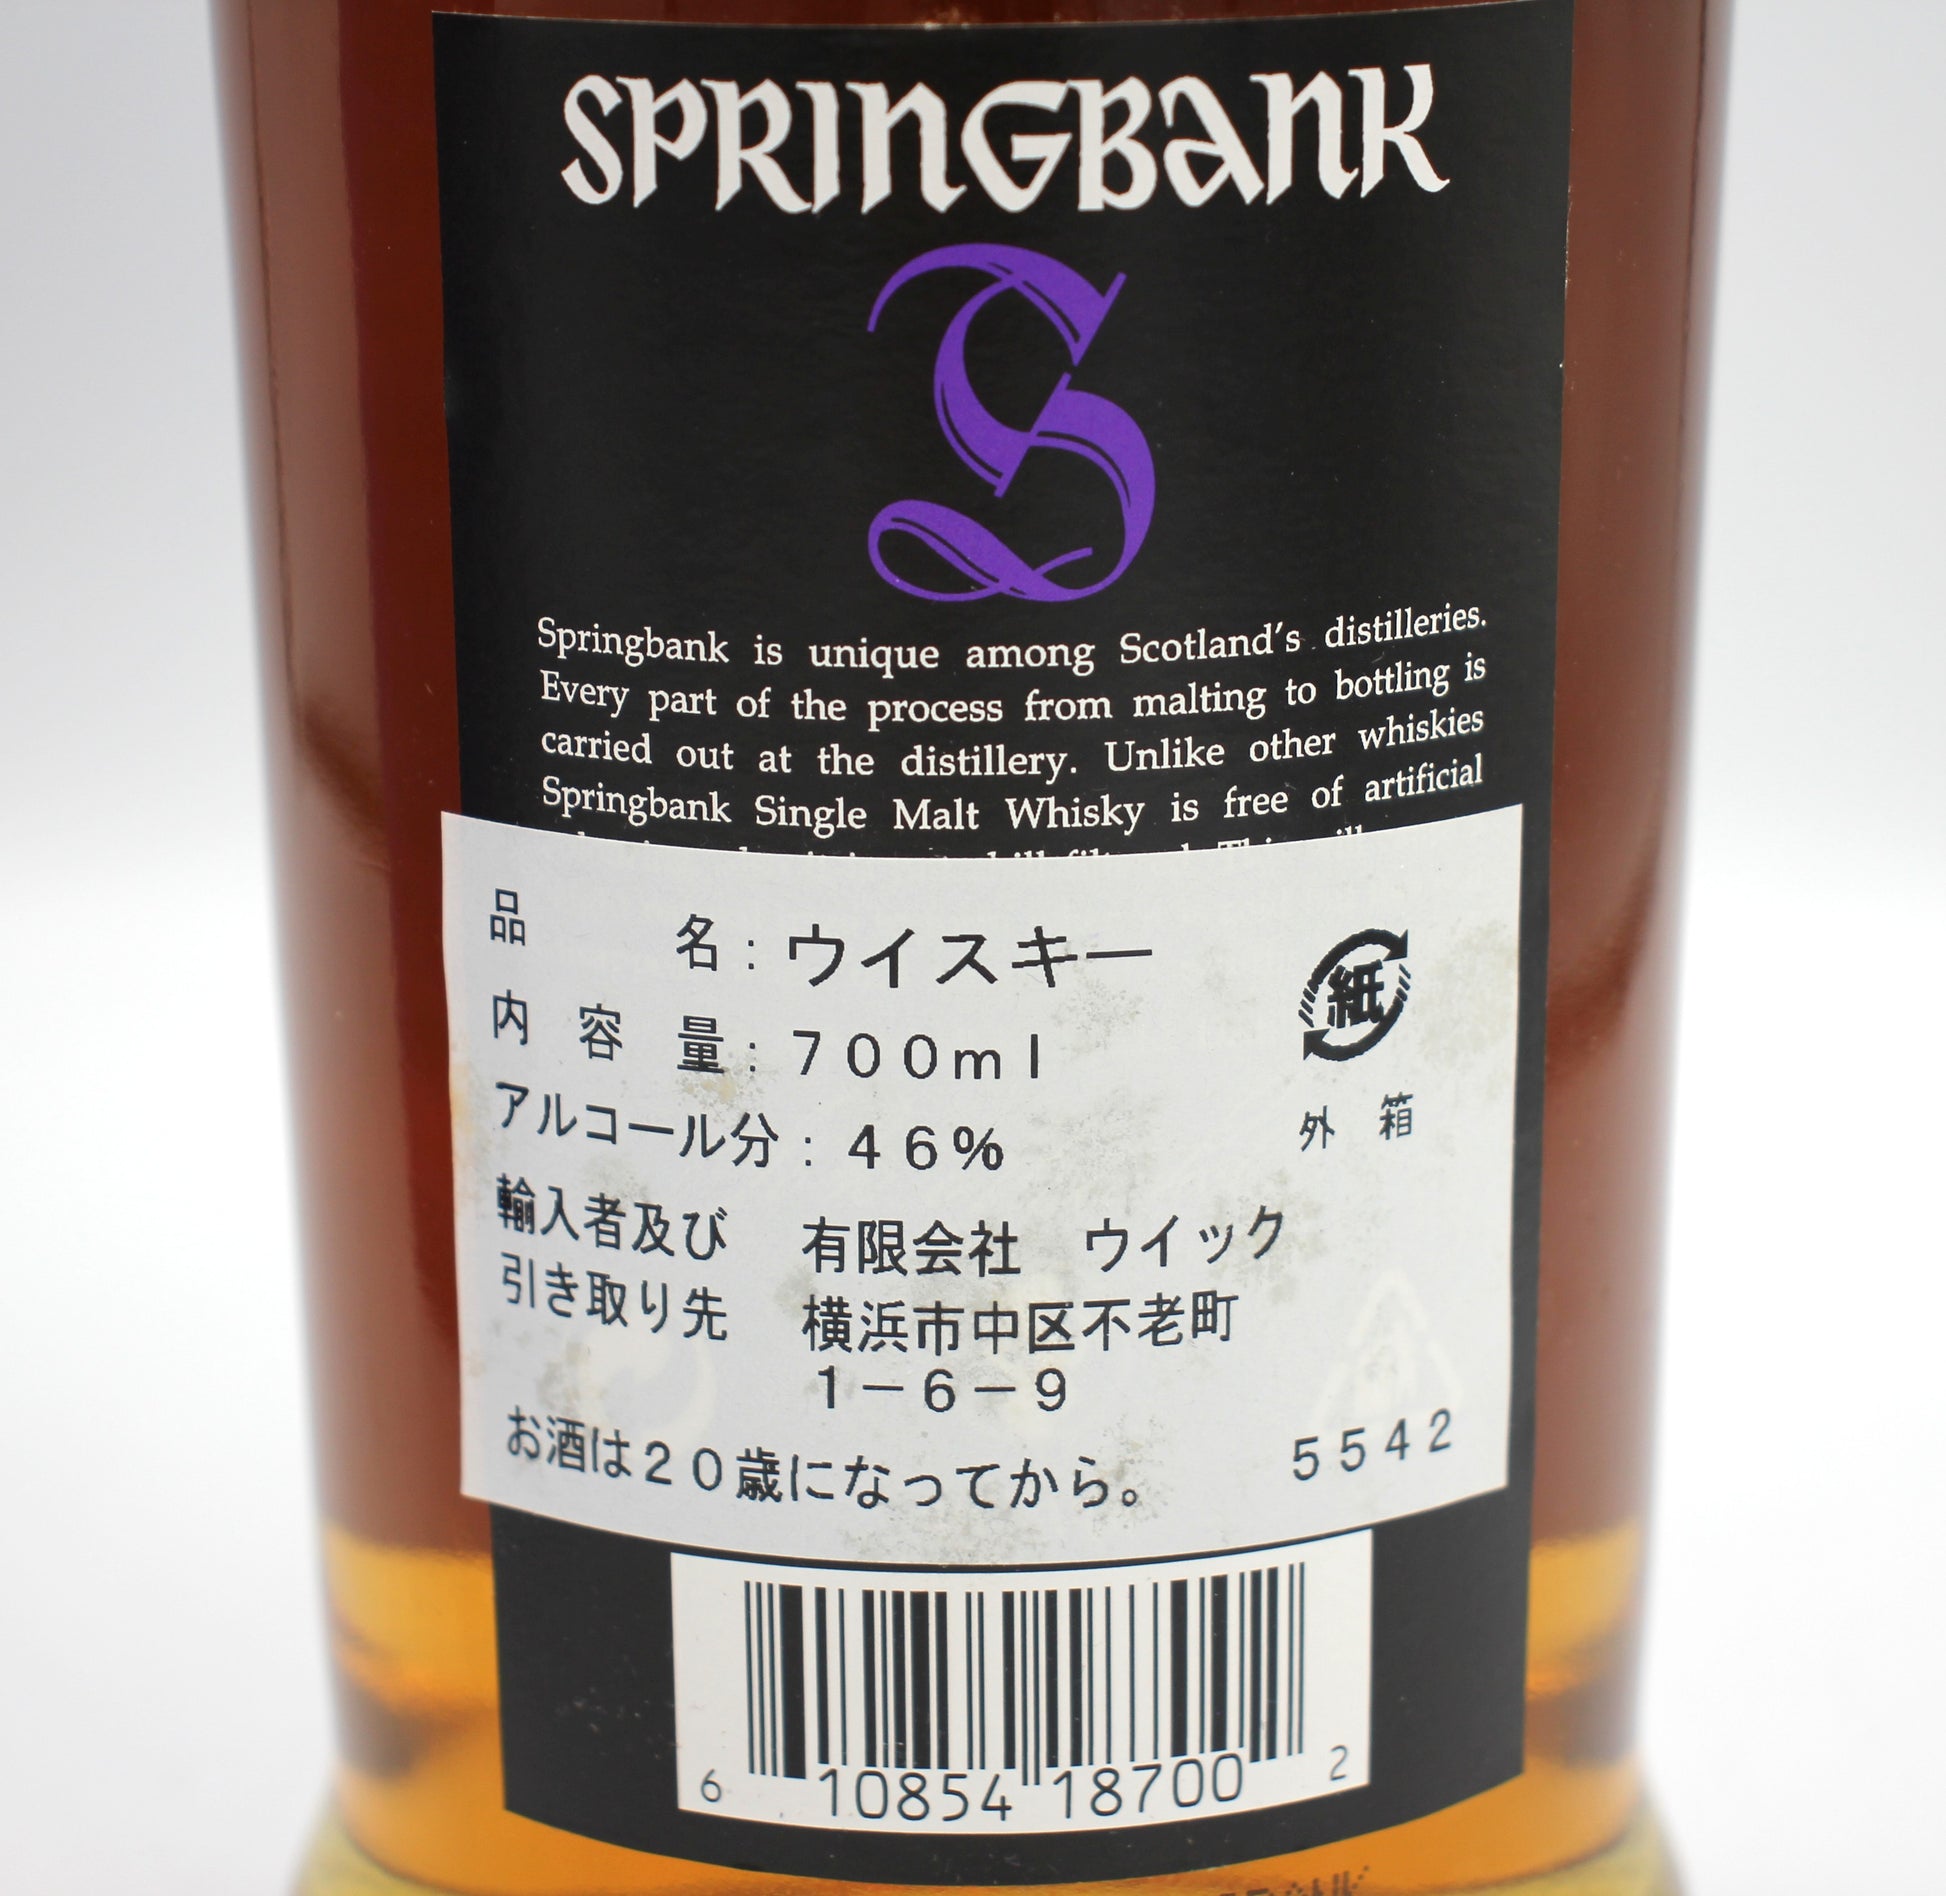 SPRINGBANK
S
Springbank is unique among Scotland's distilleries.
Every part of the process from malting to bottling is
carried out at the distillery. Unlike other whiskies
Springbank Single Malt Whisky is free of artificial
品名：ウイスキー
内容量：700ml
アルコール分：46%
紙
外箱
輸入者及び 有限会社 ウイック
引き取り先 横浜市中区不老町
1－6－9
お酒は20歳になってから。
5542
6 10854 18700 2